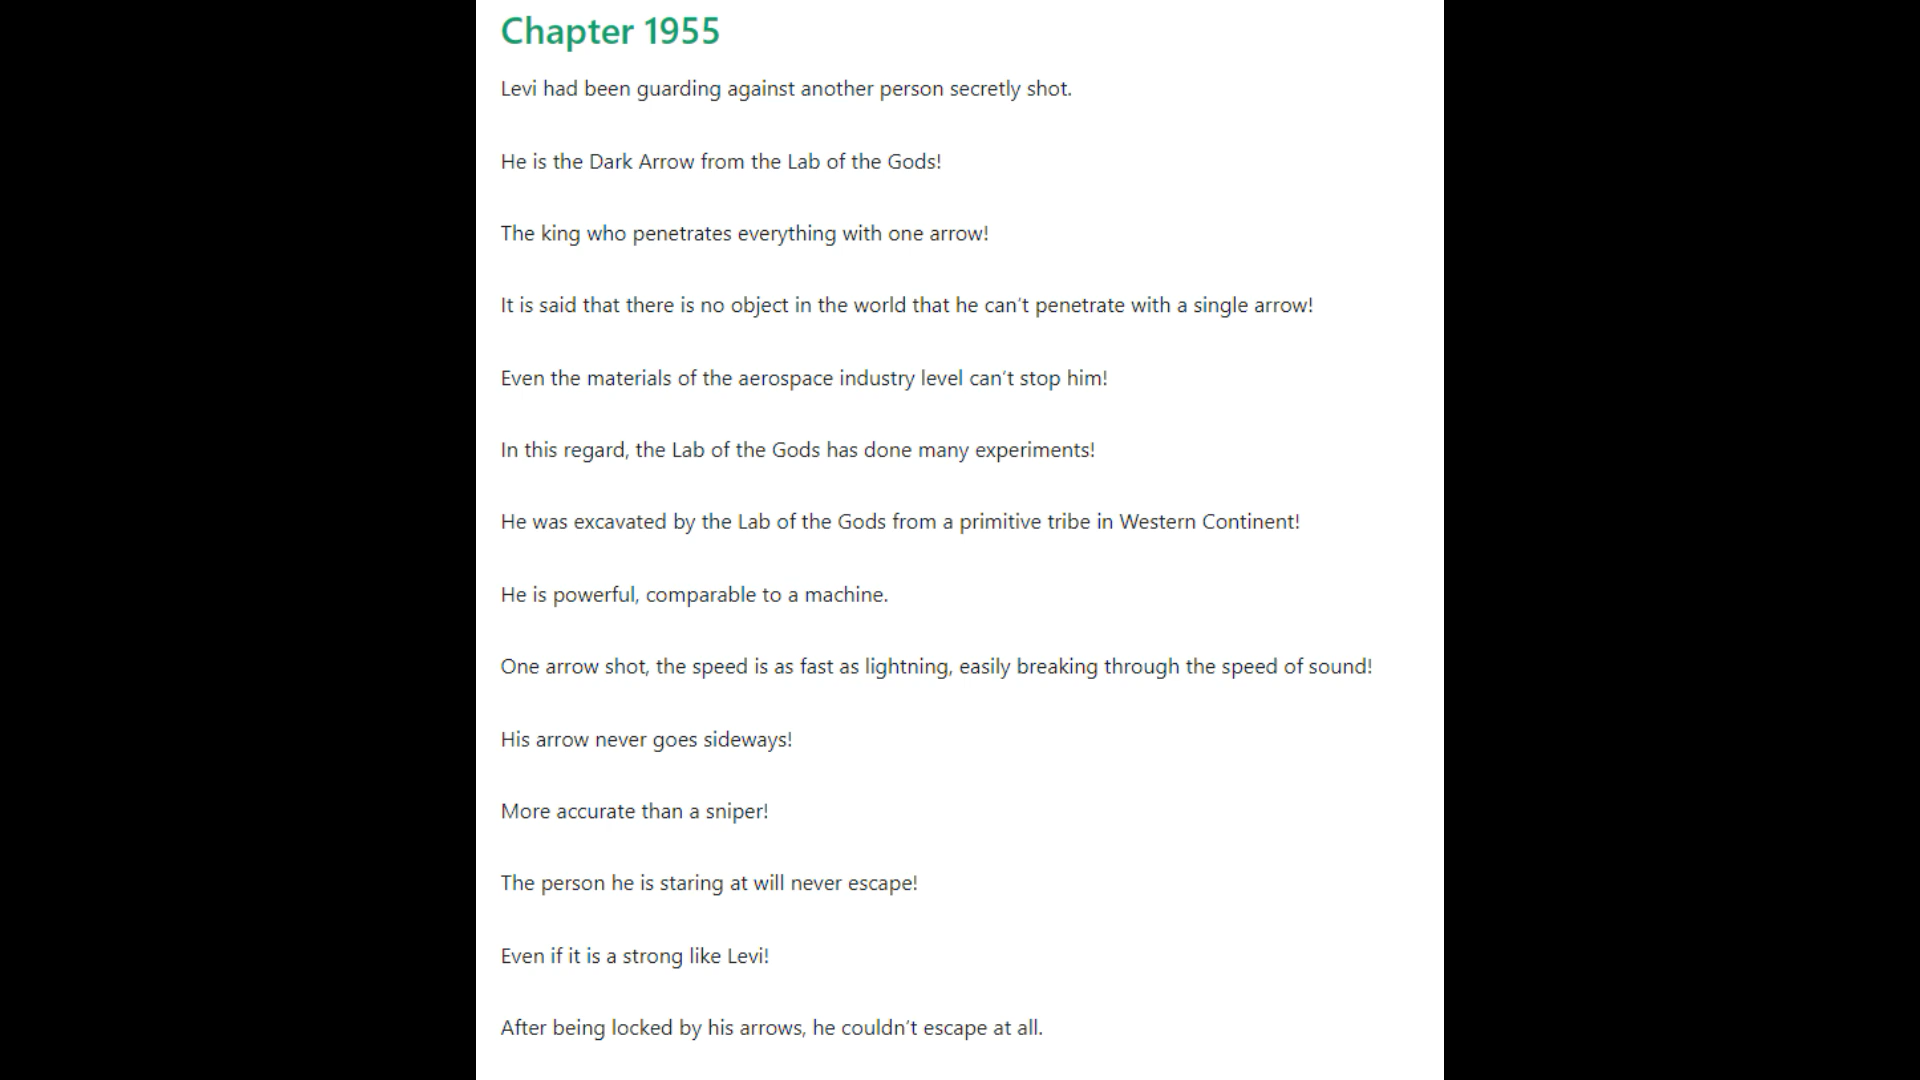 Chapter 1955
Levi had been guarding against another person secretly shot.
He is the Dark Arrow from the Lab of the Gods!
The king who penetrates everything with one arrow!
It is said that there is no object in the world that he can’t penetrate with a single arrow!
Even the materials of the aerospace industry level can’t stop him!
In this regard, the Lab of the Gods has done many experiments!
He was excavated by the Lab of the Gods from a primitive tribe in Western Continent!
He is powerful, comparable to a machine.
One arrow shot, the speed is as fast as lightning, easily breaking through the speed of sound!
His arrow never goes sideways!
More accurate than a sniper!
The person he is staring at will never escape!
Even if it is a strong like Levi!
After being locked by his arrows, he couldn’t escape at all.